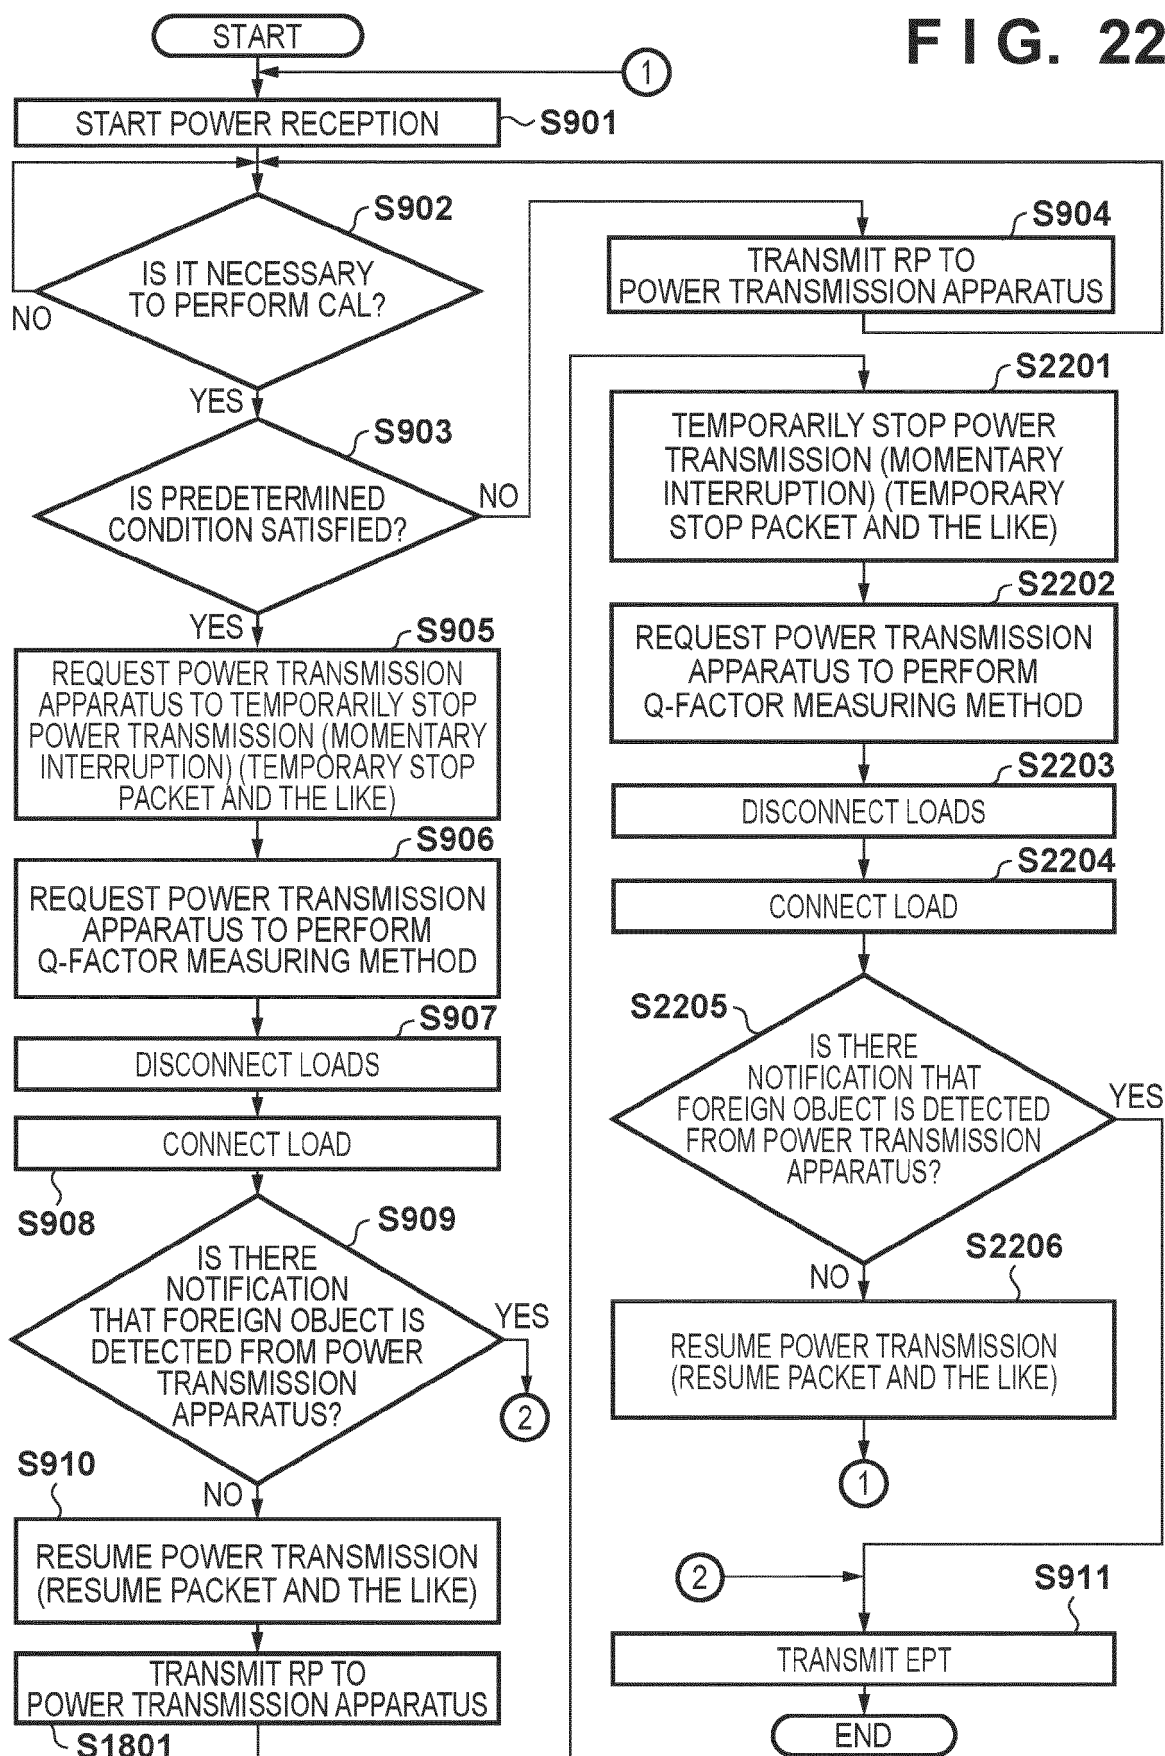 FIG. 22
START
1
START POWER RECEPTION
S901
S902
IS IT NECESSARY
TO PERFORM CAL?
NO
YES
S903
IS PREDETERMINED
CONDITION SATISFIED?
NO
YES
S904
TRANSMIT RP TO
POWER TRANSMISSION APPARATUS
S905
REQUEST POWER TRANSMISSION
APPARATUS TO TEMPORARILY STOP
POWER TRANSMISSION (MOMENTARY
INTERRUPTION) (TEMPORARY STOP
PACKET AND THE LIKE)
S906
REQUEST POWER TRANSMISSION
APPARATUS TO PERFORM
Q-FACTOR MEASURING METHOD
S907
DISCONNECT LOADS
CONNECT LOAD
S908
S909
IS THERE
NOTIFICATION
THAT FOREIGN OBJECT IS
DETECTED FROM POWER
TRANSMISSION
APPARATUS?
YES
2
NO
S910
RESUME POWER TRANSMISSION
(RESUME PACKET AND THE LIKE)
TRANSMIT RP TO
POWER TRANSMISSION APPARATUS
S1801
S2201
TEMPORARILY STOP POWER
TRANSMISSION (MOMENTARY
INTERRUPTION) (TEMPORARY
STOP PACKET AND THE LIKE)
S2202
REQUEST POWER TRANSMISSION
APPARATUS TO PERFORM
Q-FACTOR MEASURING METHOD
S2203
DISCONNECT LOADS
S2204
CONNECT LOAD
S2205
IS THERE
NOTIFICATION THAT
FOREIGN OBJECT IS DETECTED
FROM POWER TRANSMISSION
APPARATUS?
YES
NO
S2206
RESUME POWER TRANSMISSION
(RESUME PACKET AND THE LIKE)
1
2
S911
TRANSMIT EPT
END